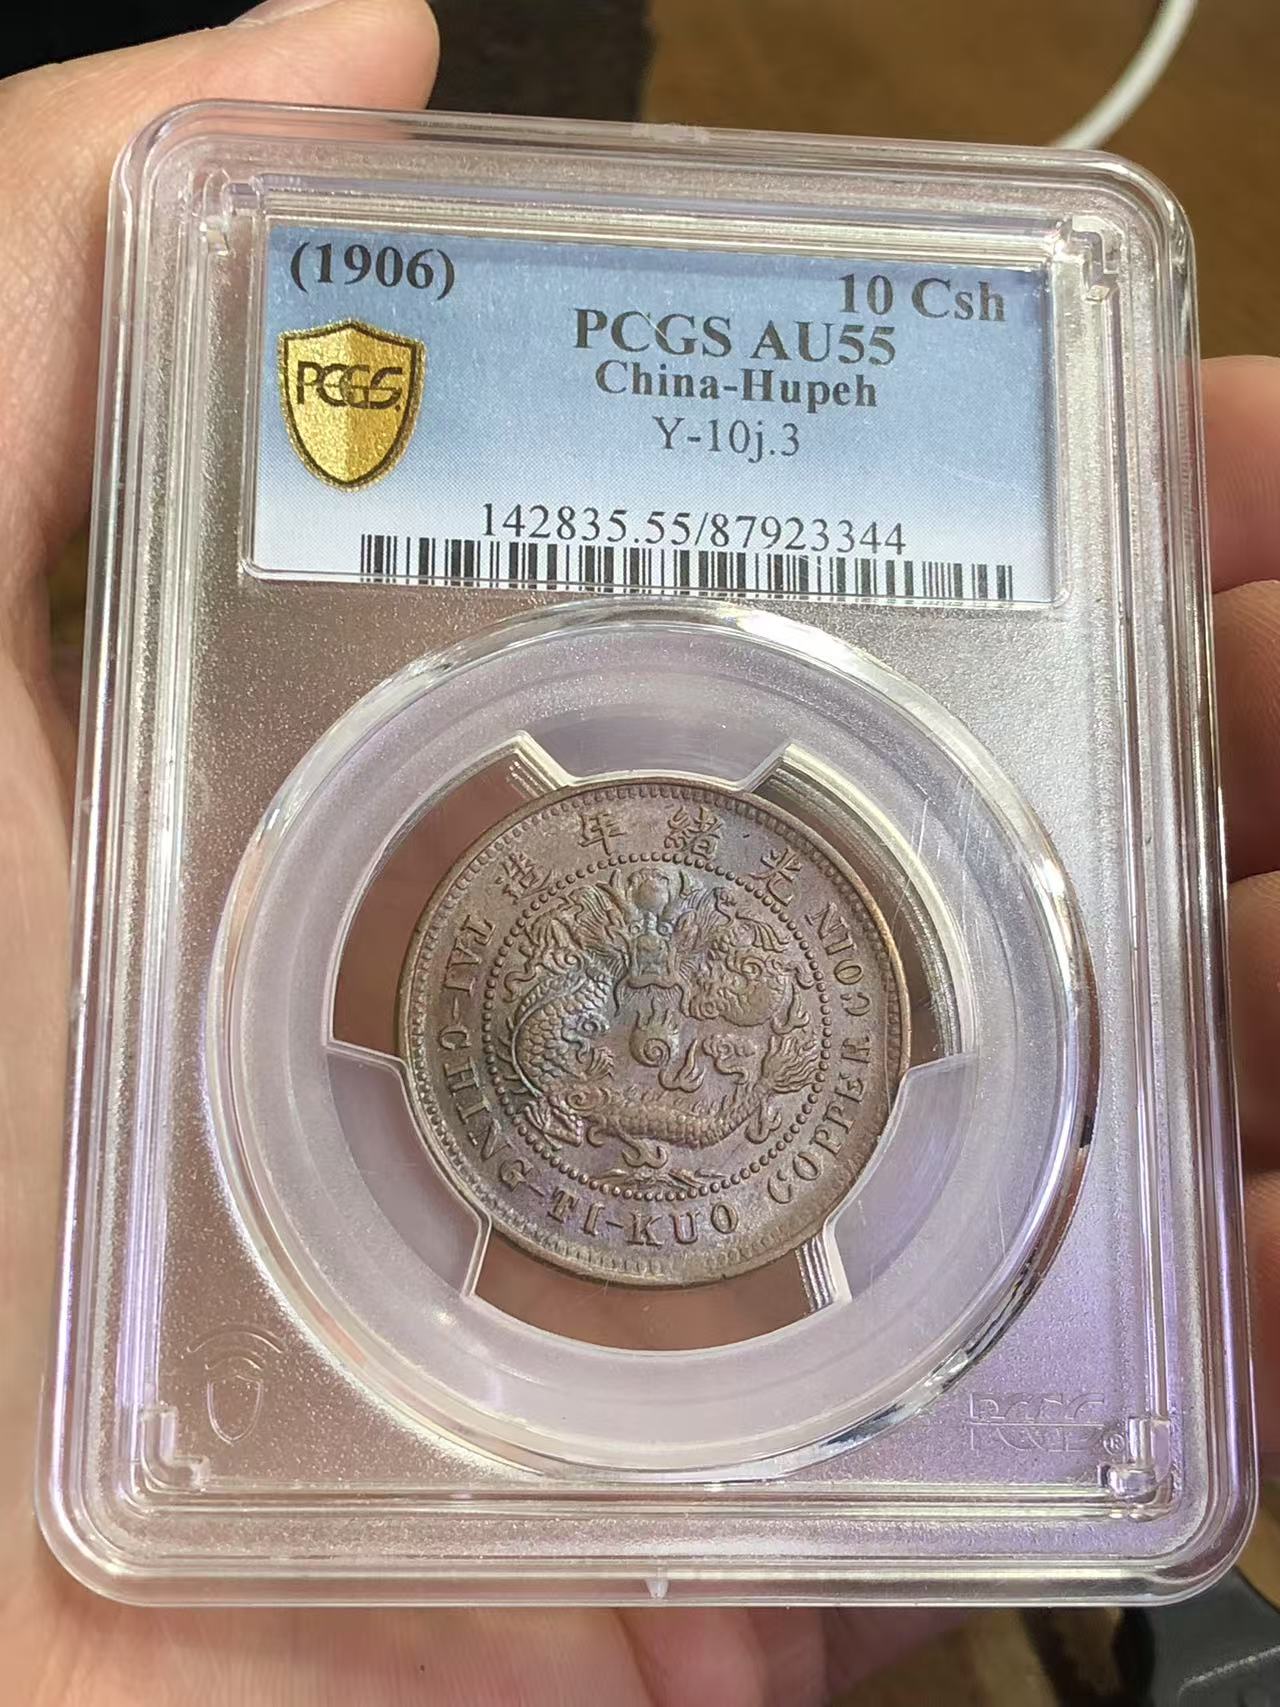 (1906)
10 Csh
PCGS AU55
China-Hupeh
Y-10j.3
PCGS
142835.55/87923344
光緒年造
TAI-CHING-TI-KUO COPPER COIN
PCGS®